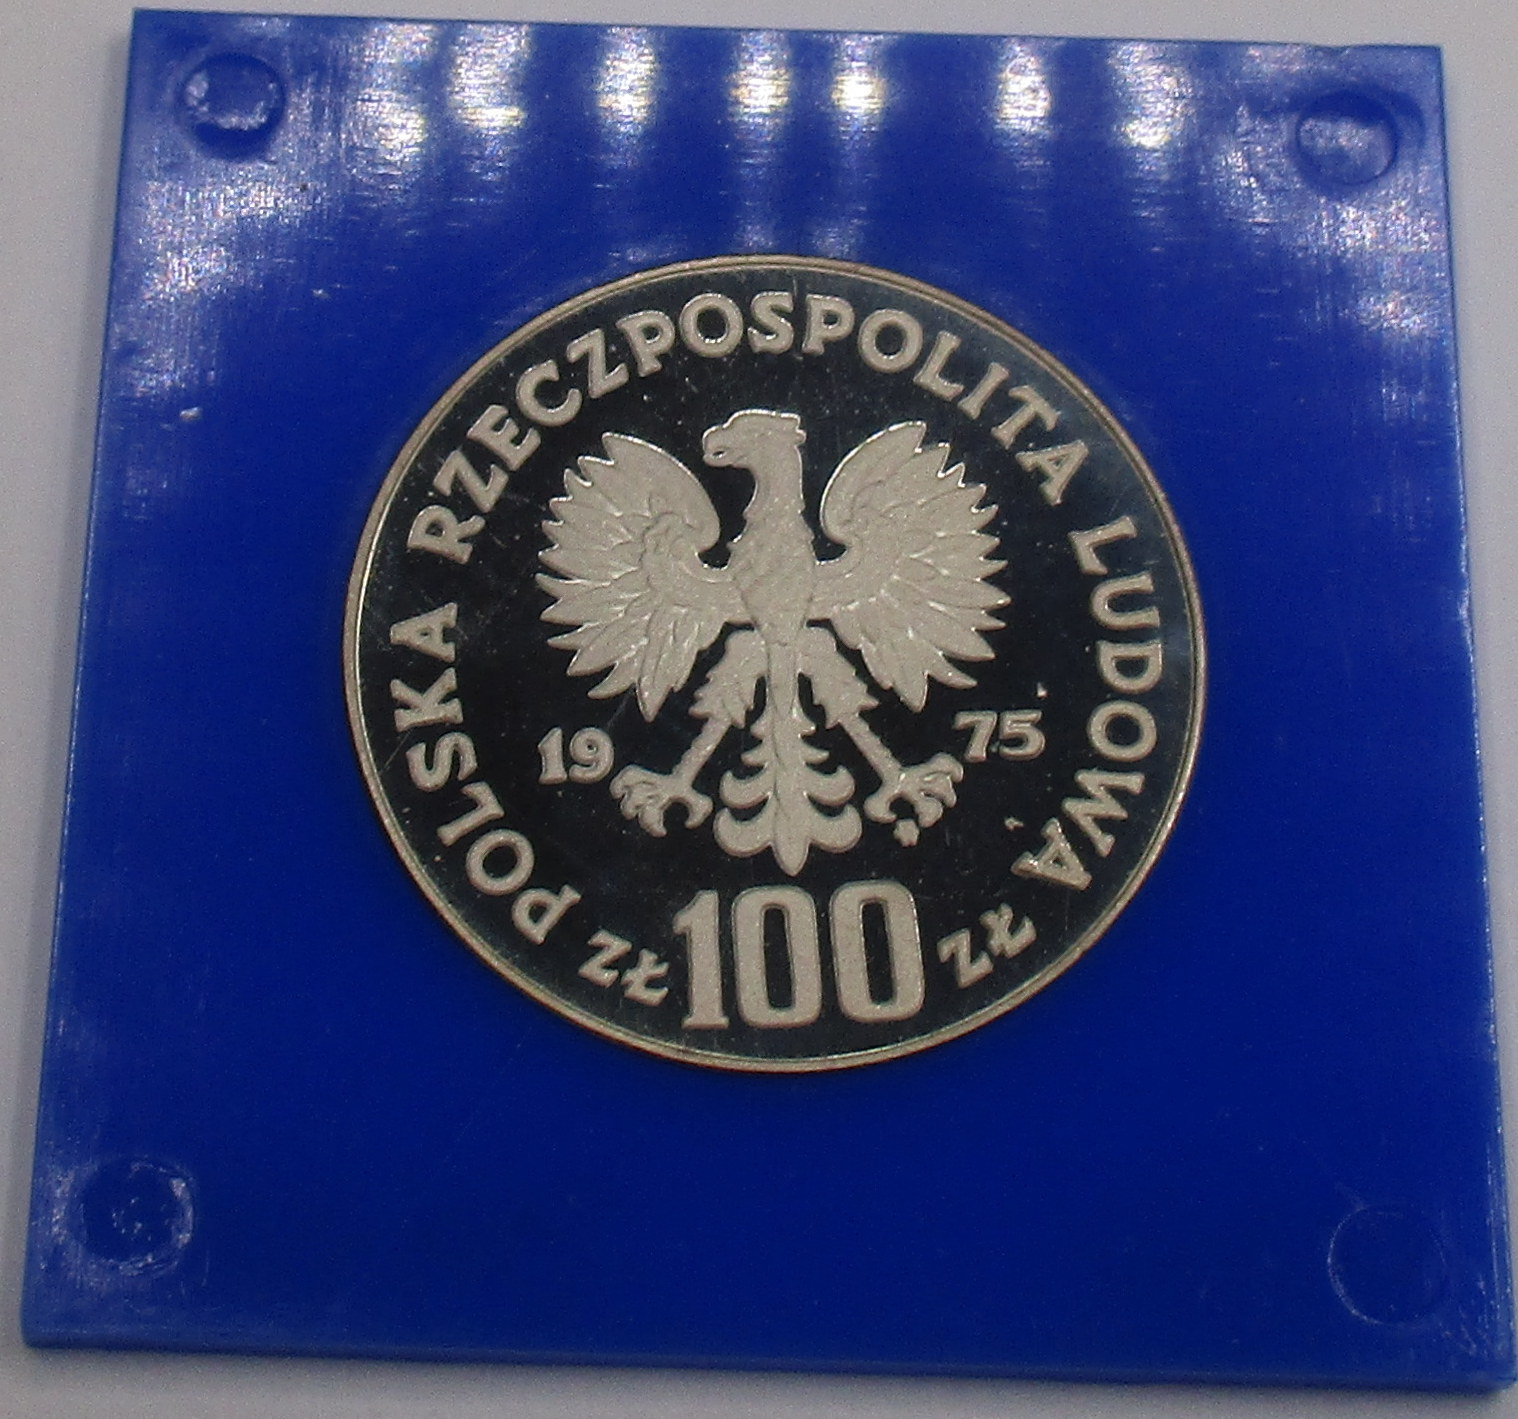 POLSKA RZECZPOSPOLITA LUDOWA
19 75
zł 100 zł